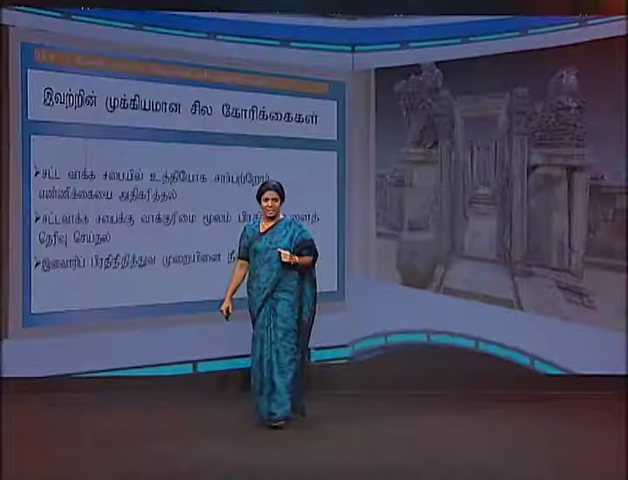 இவற்றின் முக்கியமான சில கோரிக்கைகள்
➢சட்ட வாக்க சபையில் உத்தியோக சார்பற்றோர்
எண்ணிக்கையை அதிகரித்தல்
➢சட்டவாக்க சபைக்கு வாக்குரிமை மூலம்
தெரிவு செய்தல்
➢இனவாரிப் பிரதிநிதித்துவ முறையினை